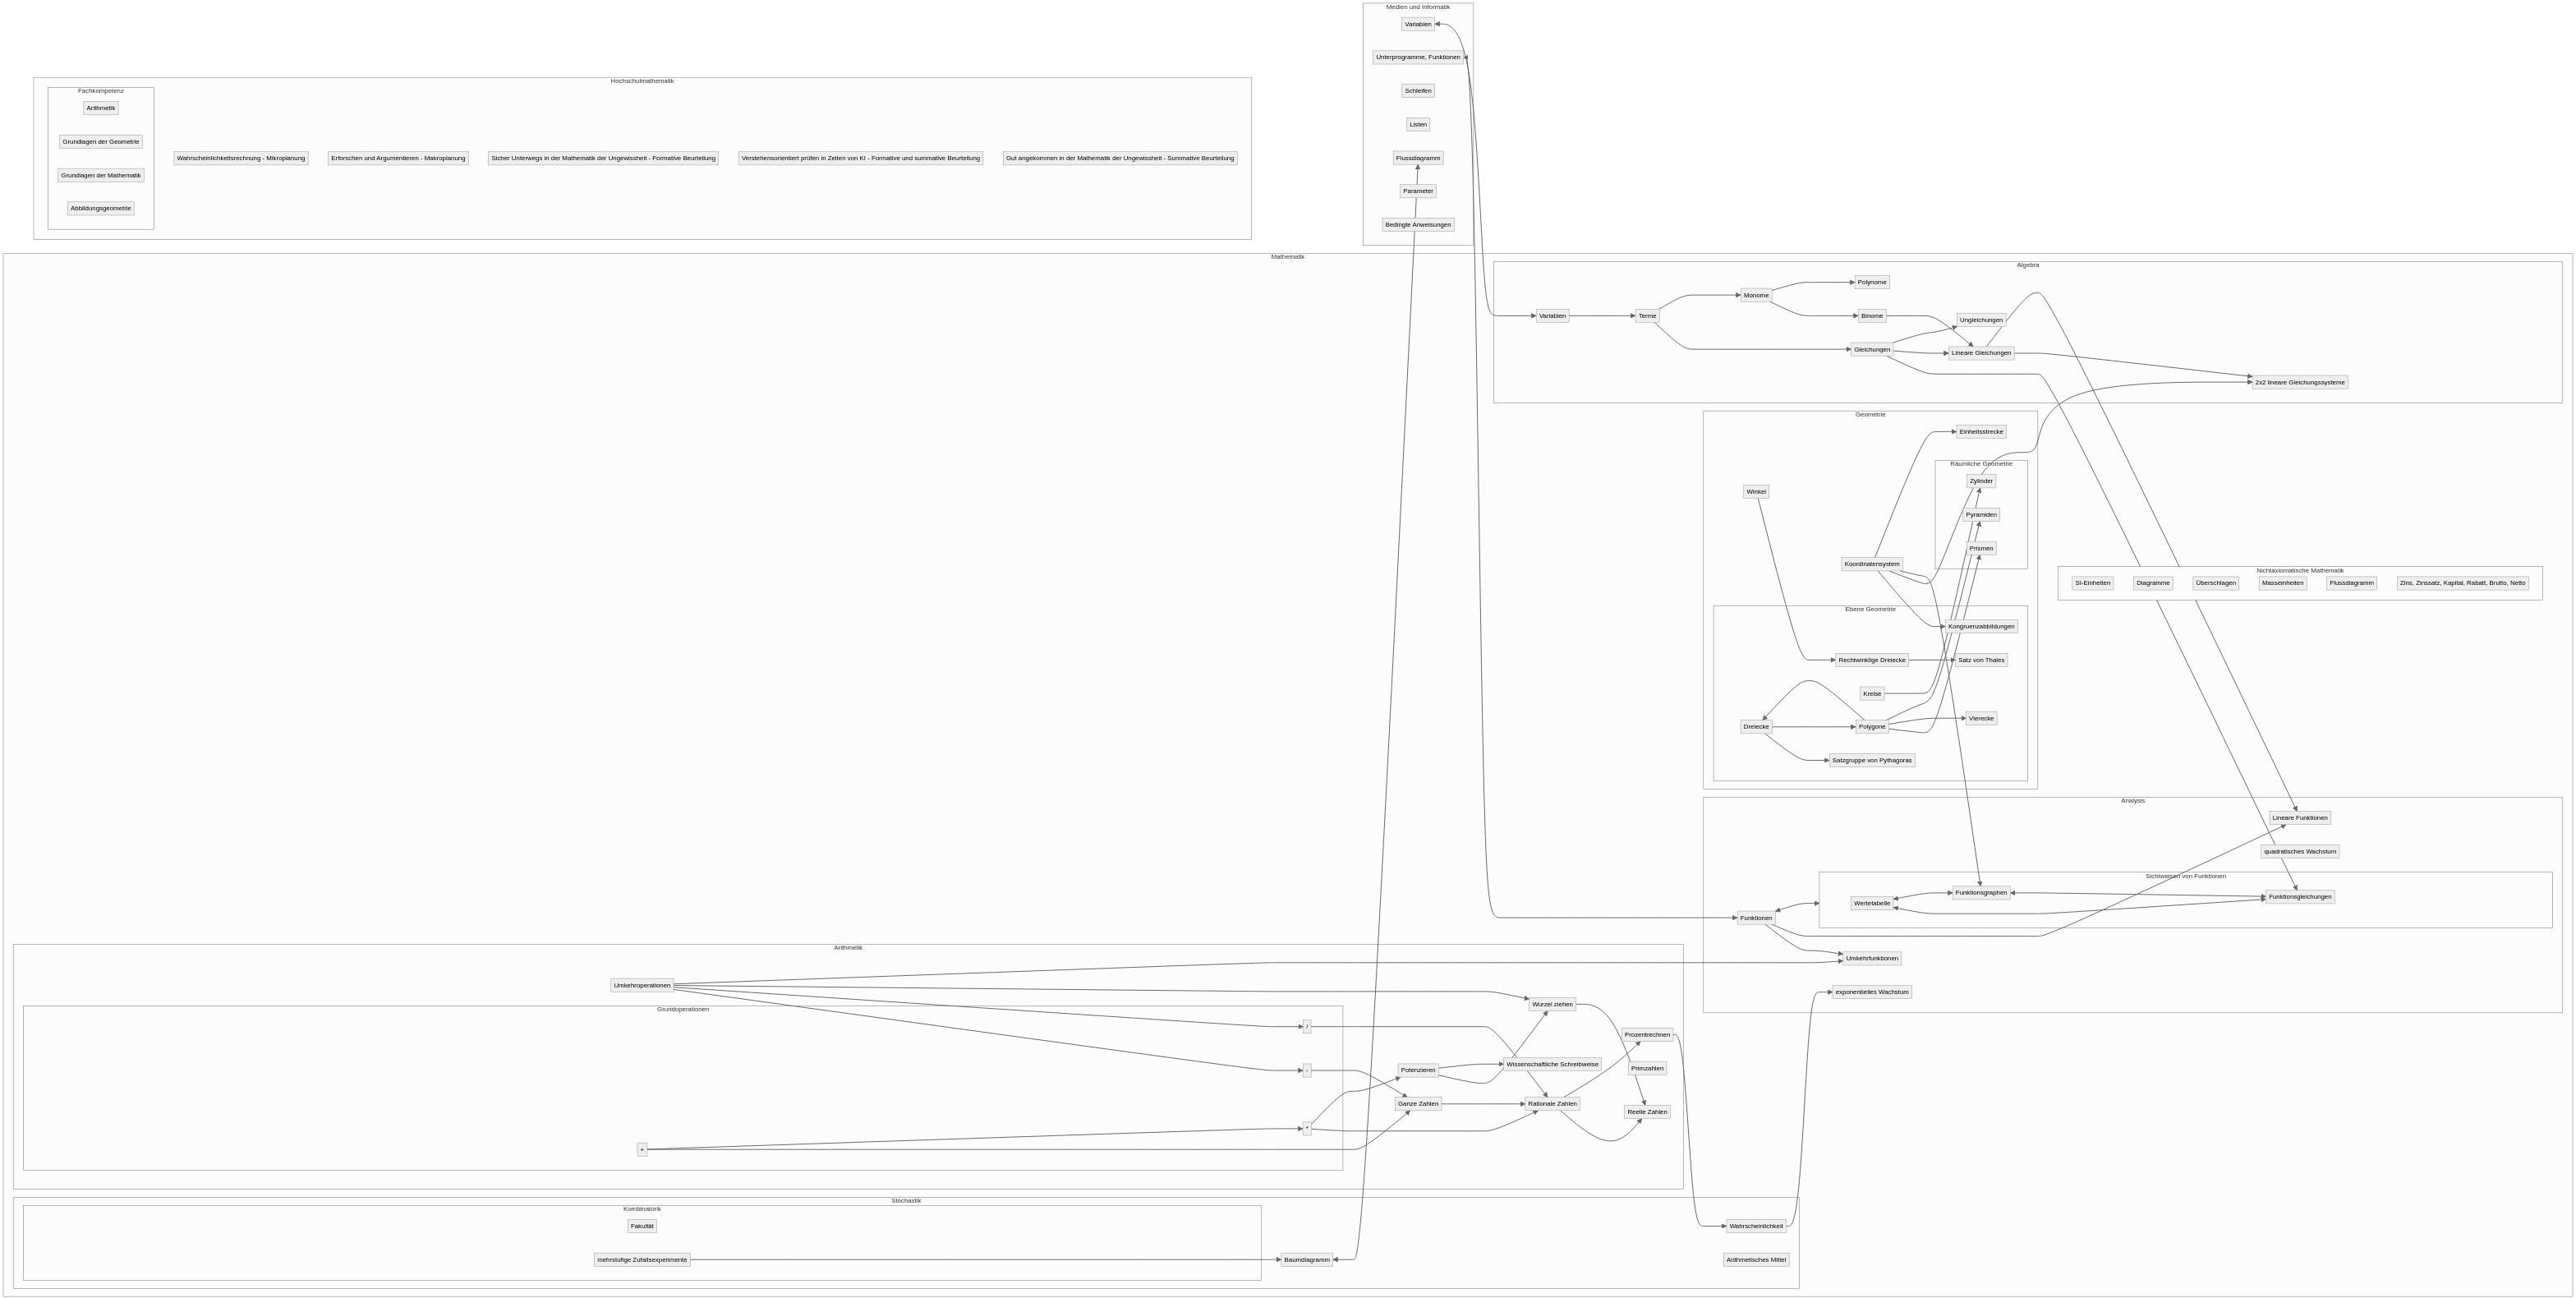 Medien und Informatik
Variablen
Unterprogramme, Funktionen
Schleifen
Listen
Flussdiagramm
Parameter
Bedingte Anweisungen
Hochschulmathematik
Fachkompetenz
Arithmetik
Grundlagen der Geometrie
Grundlagen der Mathematik
Abbildungsgeometrie
Wahrscheinlichkeitsrechnung - Mikroplanung
Erforschen und Argumentieren - Makroplanung
Sicher Unterwegs in der Mathematik der Ungewissheit - Formative Beurteilung
Verstehensorientiert prüfen in Zeiten von KI - Formative und summative Beurteilung
Gut angekommen in der Mathematik der Ungewissheit - Summative Beurteilung
Mathematik
Algebra
Variablen
Terme
Monome
Polynome
Binome
Gleichungen
Ungleichungen
Lineare Gleichungen
2x2 lineare Gleichungssysteme
Geometrie
Einheitsstrecke
Winkel
Räumliche Geometrie
Zylinder
Pyramiden
Prismen
Koordinatensystem
Ebene Geometrie
Kongruenzabbildungen
Rechtwinklige Dreiecke
Satz von Thales
Kreise
Dreiecke
Polygone
Vierecke
Satzgruppe von Pythagoras
Nichtaxiomatische Mathematik
SI-Einheiten
Diagramme
Überschlagen
Masseinheiten
Flussdiagramm
Zins, Zinssatz, Kapital, Rabatt, Brutto, Netto
Analysis
Lineare Funktionen
quadratisches Wachstum
Sichtweisen von Funktionen
Funktionsgraphen
Wertetabelle
Funktionsgleichungen
Funktionen
Umkehrfunktionen
exponentielles Wachstum
Arithmetik
Umkehroperationen
Grundoperationen
/
-
*
+
Wurzel ziehen
Prozentrechnen
Potenzieren
Wissenschaftliche Schreibweise
Primzahlen
Ganze Zahlen
Rationale Zahlen
Reelle Zahlen
Stochastik
Kombinatorik
Fakultät
mehrstufige Zufallsexperimente
Baumdiagramm
Wahrscheinlichkeit
Arithmetisches Mittel